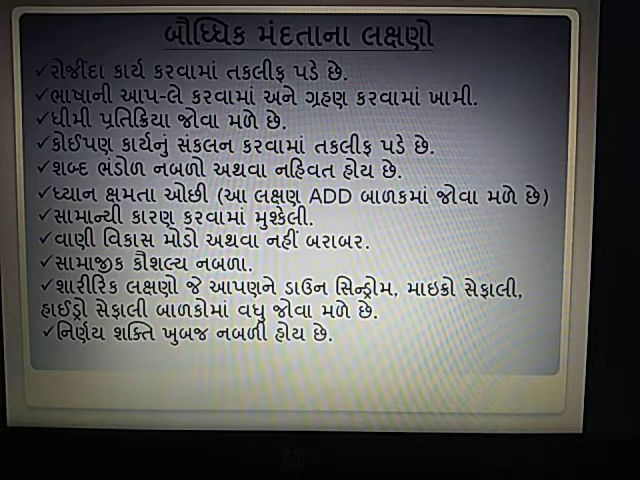 બૌધ્ધિક મંદતાના લક્ષણો
✓રોજીંદા કાર્ય કરવામાં તકલીફ પડે છે.
✓ભાષાની આપ-લે કરવામાં અને ગ્રહણ કરવામાં ખામી.
✓ધીમી પ્રતિક્રિયા જોવા મળે છે.
✓કોઈપણ કાર્યનું સંકલન કરવામાં તકલીફ પડે છે.
✓શબ્દ ભંડોળ નબળો અથવા નહિવત હોય છે.
✓ધ્યાન ક્ષમતા ઓછી (આ લક્ષણ ADD બાળકમાં જોવા મળે છે)
✓સામાન્યી કારણ કરવામાં મુશ્કેલી.
✓વાણી વિકાસ મોડો અથવા નહીં બરાબર.
✓સામાજીક કૌશલ્ય નબળા.
✓શારીરિક લક્ષણો જે આપણને ડાઉન સિન્ડ્રોમ, માઇક્રો સેફાલી,
હાઈડ્રો સેફાલી બાળકોમાં વધુ જોવા મળે છે.
✓નિર્ણય શક્તિ ખુબજ નબળી હોય છે.